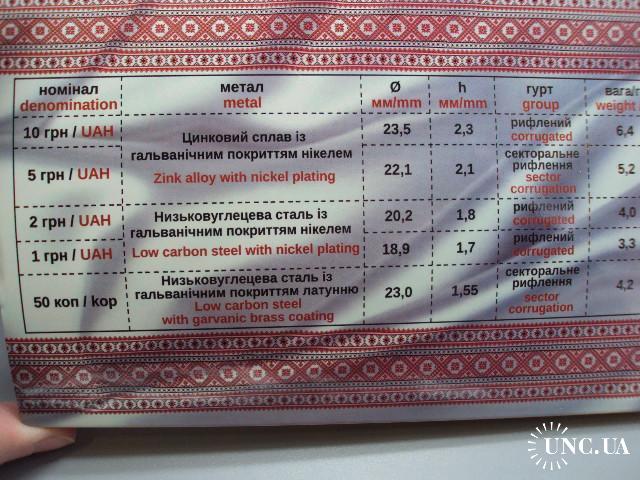 номінал
denomination
метал
metal
Ø
мм/mm
h
мм/mm
гурт
group
вага/г
weight
10 грн / UAH
Цинковий сплав із
гальванічним покриттям нікелем
Zink alloy with nickel plating
23,5
2,3
рифлений
corrugated
6,4
5 грн / UAH
22,1
2,1
секторальне
рифлення
sector
corrugation
5,2
2 грн / UAH
Низьковуглецева сталь із
гальванічним покриттям нікелем
Low carbon steel with nickel plating
20,2
1,8
рифлений
corrugated
4,0
1 грн / UAH
18,9
1,7
рифлений
corrugated
3,3
50 коп / kop
Низьковуглецева сталь із
гальванічним покриттям латунню
Low carbon steel
with garvanic brass coating
23,0
1,55
секторальне
рифлення
sector
corrugation
4,2
UNC.UA